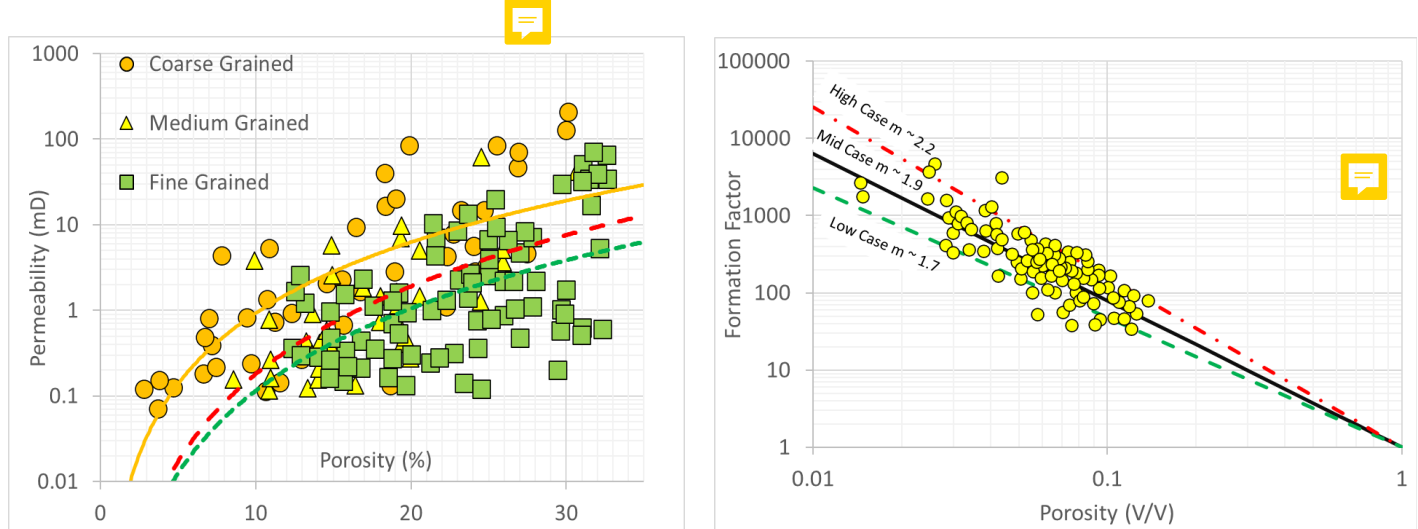 1000
100
10
1
0.1
0.01
0
10
20
30
Permeability (mD)
Porosity (%)
Coarse Grained
Medium Grained
Fine Grained
100000
10000
1000
100
10
1
0.01
0.1
1
Formation Factor
Porosity (V/V)
High Case m ~ 2.2
Mid Case m ~ 1.9
Low Case m ~ 1.7